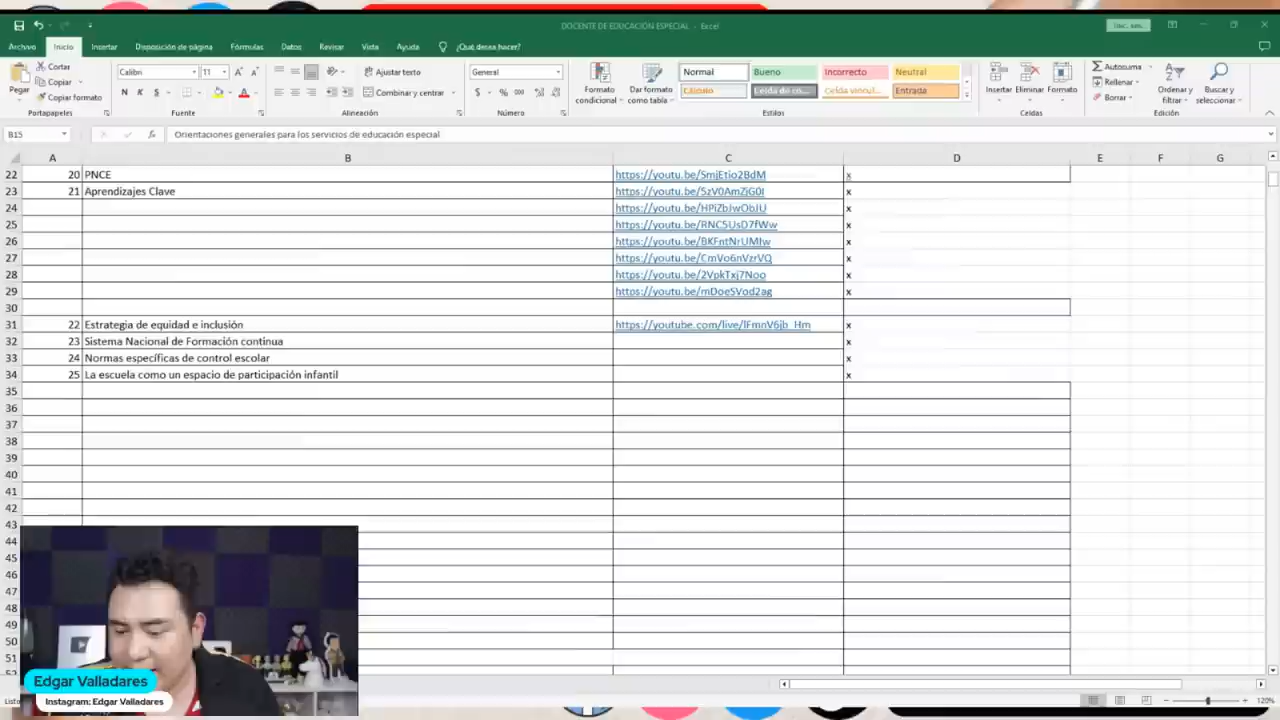 DOCENTE DE EDUCACIÓN ESPECIAL - Excel
Archivo Inicio Insertar Disposición de página Fórmulas Datos Revisar Vista Ayuda ¿Qué desea hacer?
Pegar Cortar Copiar Copiar formato
Calibri 11
N K S
Ajustar texto
Combinar y centrar
General
$ % 000
Formato condicional
Dar formato como tabla
Normal Bueno Incorrecto Neutral
Cálculo Celda de co... Celda vincul... Entrada
Insertar Eliminar Formato
Autosuma
Rellenar
Borrar
Ordenar y filtrar
Buscar y seleccionar
Portapapeles Fuente Alineación Número Estilos Celdas Edición
B15 fx Orientaciones generales para los servicios de educación especial
A B C D E F G
22 20 PNCE https://youtu.be/SmjEtio2BdM x
23 21 Aprendizajes Clave https://youtu.be/5zV0AmZjG0I x
24 https://youtu.be/HPiZbJwObJU x
25 https://youtu.be/RNC5UsD7fWw x
26 https://youtu.be/BKFntNrUMIw x
27 https://youtu.be/CmVo6nVzrVQ x
28 https://youtu.be/2VpkTxj7Noo x
29 https://youtu.be/mDoeSVod2ag x
30
31 22 Estrategia de equidad e inclusión https://youtube.com/live/lFmnV6jb_Hm x
32 23 Sistema Nacional de Formación continua x
33 24 Normas específicas de control escolar x
34 25 La escuela como un espacio de participación infantil x
35
36
37
38
39
40
41
42
43
44
45
46
47
48
49
50
51
Edgar Valladares
Instagram: Edgar Valladares
120%